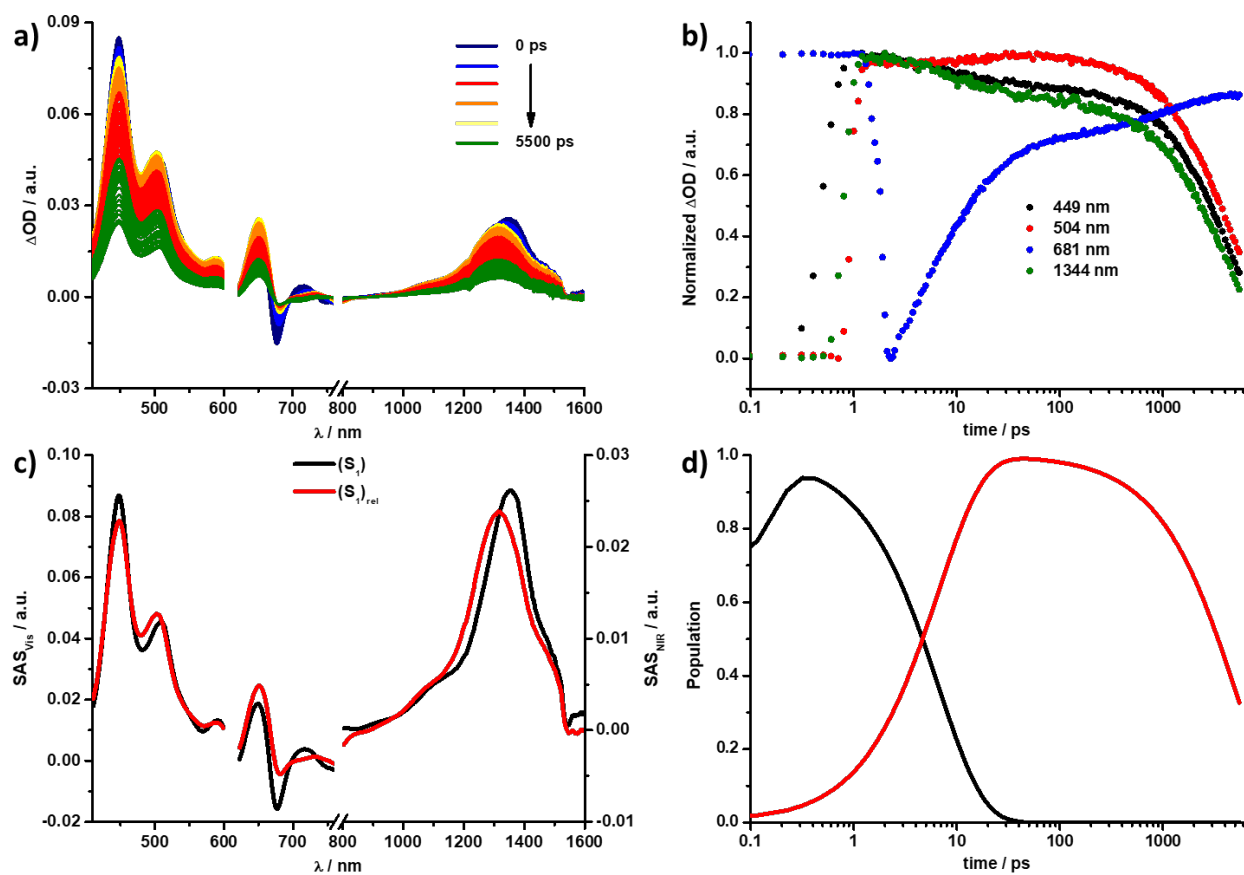 a)
0.09
0.06
0.03
0.00
-0.03
ΔOD / a.u.
0 ps
5500 ps
500 600 700 800 1000 1200 1400 1600
λ / nm
b)
1.0
0.8
0.6
0.4
0.2
0.0
Normalized ΔOD / a.u.
449 nm
504 nm
681 nm
1344 nm
0.1 1 10 100 1000
time / ps
c)
0.10
0.08
0.06
0.04
0.02
0.00
-0.02
SAS_Vis / a.u.
(S₁)
(S₁)rel
0.03
0.02
0.01
0.00
-0.01
SAS_NIR / a.u.
500 600 700 800 1000 1200 1400 1600
λ / nm
d)
1.0
0.8
0.6
0.4
0.2
0.0
Population
0.1 1 10 100 1000
time / ps